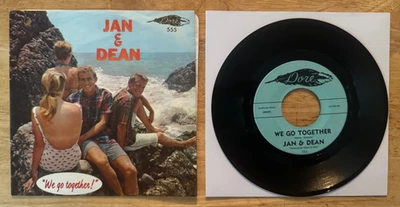 JAN
&
DEAN
Doré
555
"We go together!"
Doré
WE GO TOGETHER
JAN & DEAN